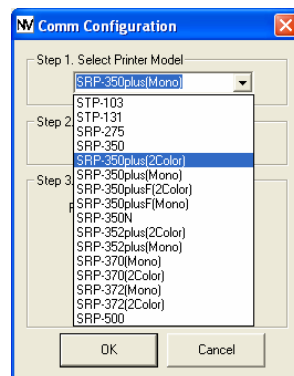 NV Comm Configuration
Step 1. Select Printer Model
SRP-350plus(Mono)
STP-103
STP-131
SRP-275
SRP-350
SRP-350plus(2Color)
SRP-350plus(Mono)
SRP-350plusF(2Color)
SRP-350plusF(Mono)
SRP-350N
SRP-352plus(2Color)
SRP-352plus(Mono)
SRP-370(Mono)
SRP-370(2Color)
SRP-372(Mono)
SRP-372(2Color)
SRP-500
Step 2
Step 3.
OK
Cancel